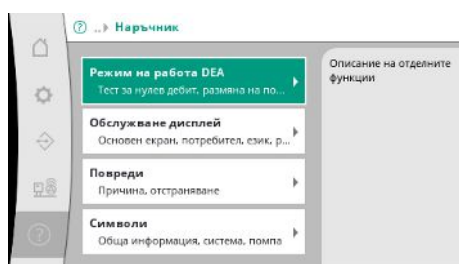 ...▸ Наръчник
Режим на работа DEA
Тест за нулев дебит, размяна на по...
Обслужване дисплей
Основен екран, потребител, език, р...
Повреди
Причина, отстраняване
Символи
Обща информация, система, помпа
Описание на отделните
функции